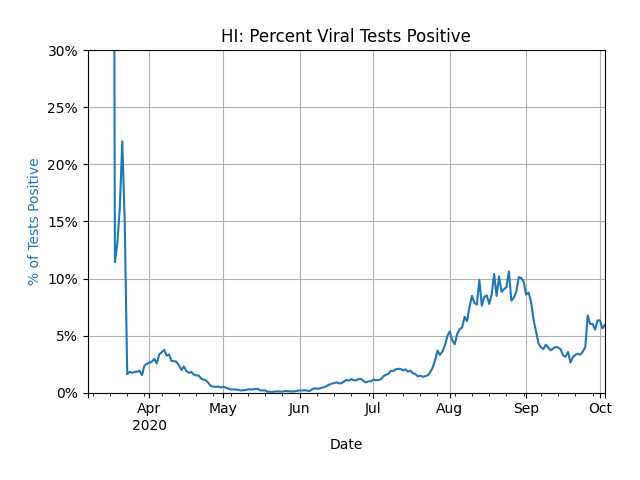 HI: Percent Viral Tests Positive
30%
25%
20%
15%
10%
5%
0%
% of Tests Positive
Apr May Jun Jul Aug Sep Oct
2020
Date